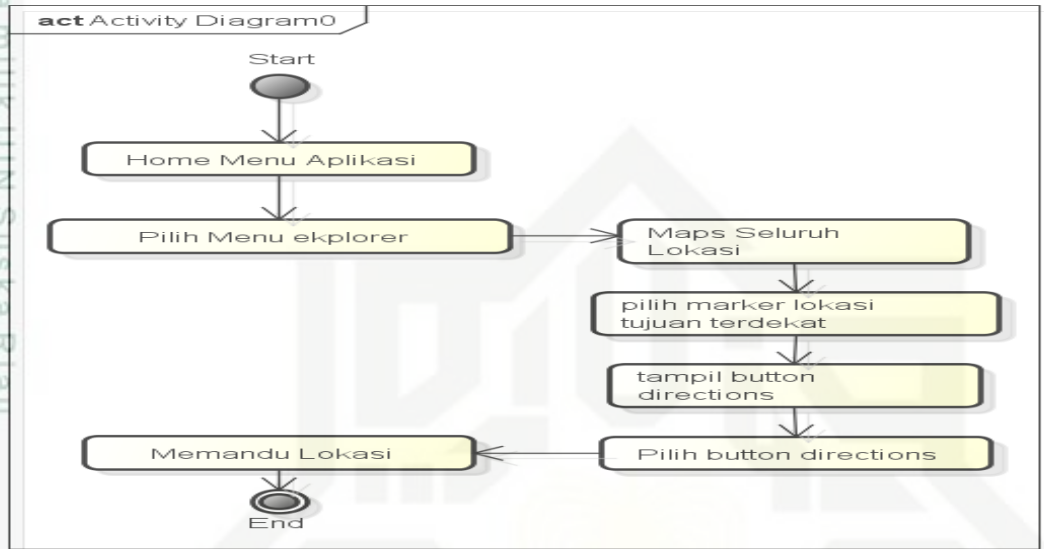 act Activity Diagram0
Start
Home Menu Aplikasi
Pilih Menu ekplorer
Maps Seluruh
Lokasi
pilih marker lokasi
tujuan terdekat
tampil button
directions
Pilih button directions
Memandu Lokasi
End